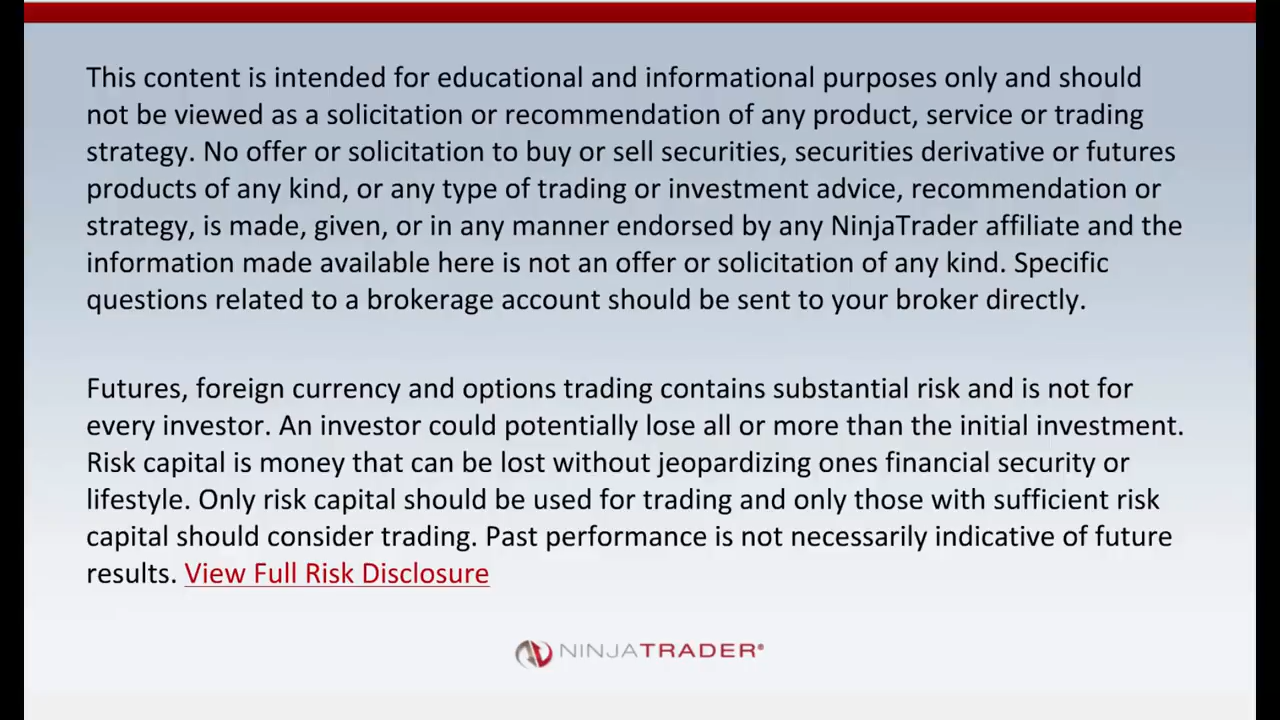 This content is intended for educational and informational purposes only and should
not be viewed as a solicitation or recommendation of any product, service or trading
strategy. No offer or solicitation to buy or sell securities, securities derivative or futures
products of any kind, or any type of trading or investment advice, recommendation or
strategy, is made, given, or in any manner endorsed by any NinjaTrader affiliate and the
information made available here is not an offer or solicitation of any kind. Specific
questions related to a brokerage account should be sent to your broker directly.
Futures, foreign currency and options trading contains substantial risk and is not for
every investor. An investor could potentially lose all or more than the initial investment.
Risk capital is money that can be lost without jeopardizing ones financial security or
lifestyle. Only risk capital should be used for trading and only those with sufficient risk
capital should consider trading. Past performance is not necessarily indicative of future
results. View Full Risk Disclosure
NINJATRADER®